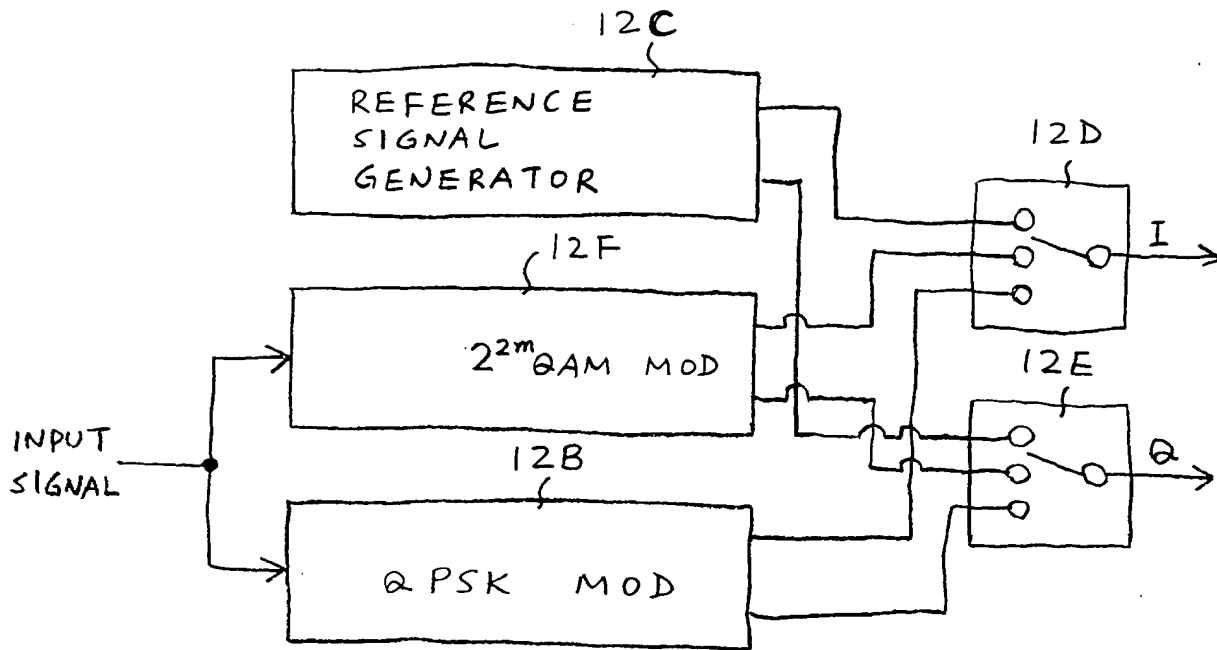 12C
REFERENCE
SIGNAL
GENERATOR
12D
I
12F
2^{2m} QAM MOD
12E
Q
INPUT
SIGNAL
12B
QPSK MOD